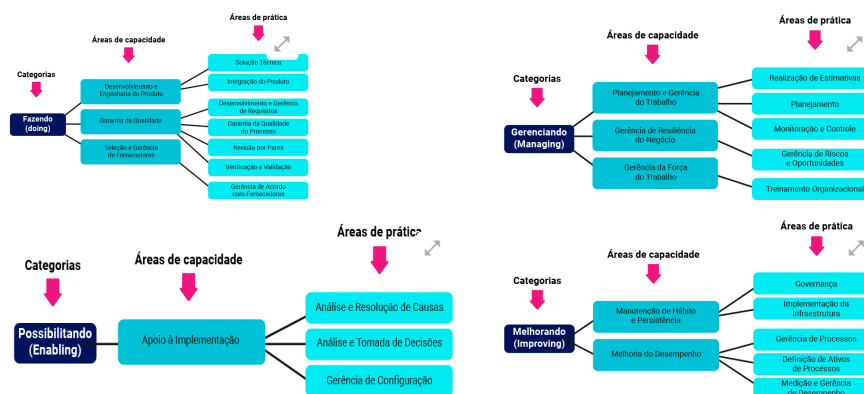 Áreas de prática
Áreas de capacidade
Categorias
Solução Técnica
Desenvolvimento e
Engenharia do Produto
Integração do Produto
Fazendo
(doing)
Garantia da Qualidade
Desenvolvimento e Gerência
de Requisitos
Garantia da Qualidade
do Processo
Revisão por Pares
Seleção e Gerência
de Fornecedores
Verificação e Validação
Gerência de Acordo
com Fornecedores
Áreas de prática
Áreas de capacidade
Categorias
Realização de Estimativas
Planejamento e Gerência
do Trabalho
Planejamento
Gerenciando
(Managing)
Gerência de Resiliência
do Negócio
Monitoração e Controle
Gerência de Riscos
e Oportunidades
Gerência da Força
do Trabalho
Treinamento Organizacional
Áreas de prática
Áreas de capacidade
Categorias
Análise e Resolução de Causas
Possibilitando
(Enabling)
Apoio à Implementação
Análise e Tomada de Decisões
Gerência de Configuração
Áreas de prática
Áreas de capacidade
Categorias
Governança
Manutenção de Hábito
e Persistência
Implementação da
Infraestrutura
Melhorando
(Improving)
Melhoria do Desempenho
Gerência de Processos
Definição de Ativos
de Processos
Medição e Gerência
de Desempenho